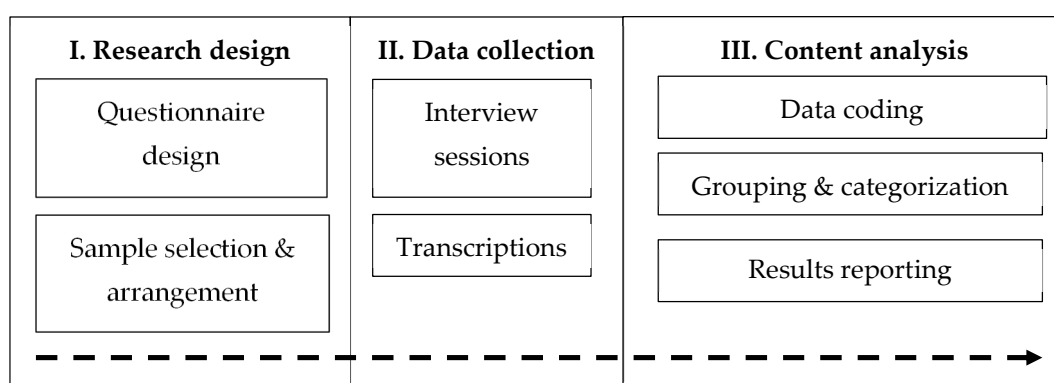 I. Research design
Questionnaire
design
Sample selection &
arrangement
II. Data collection
Interview
sessions
Transcriptions
III. Content analysis
Data coding
Grouping & categorization
Results reporting